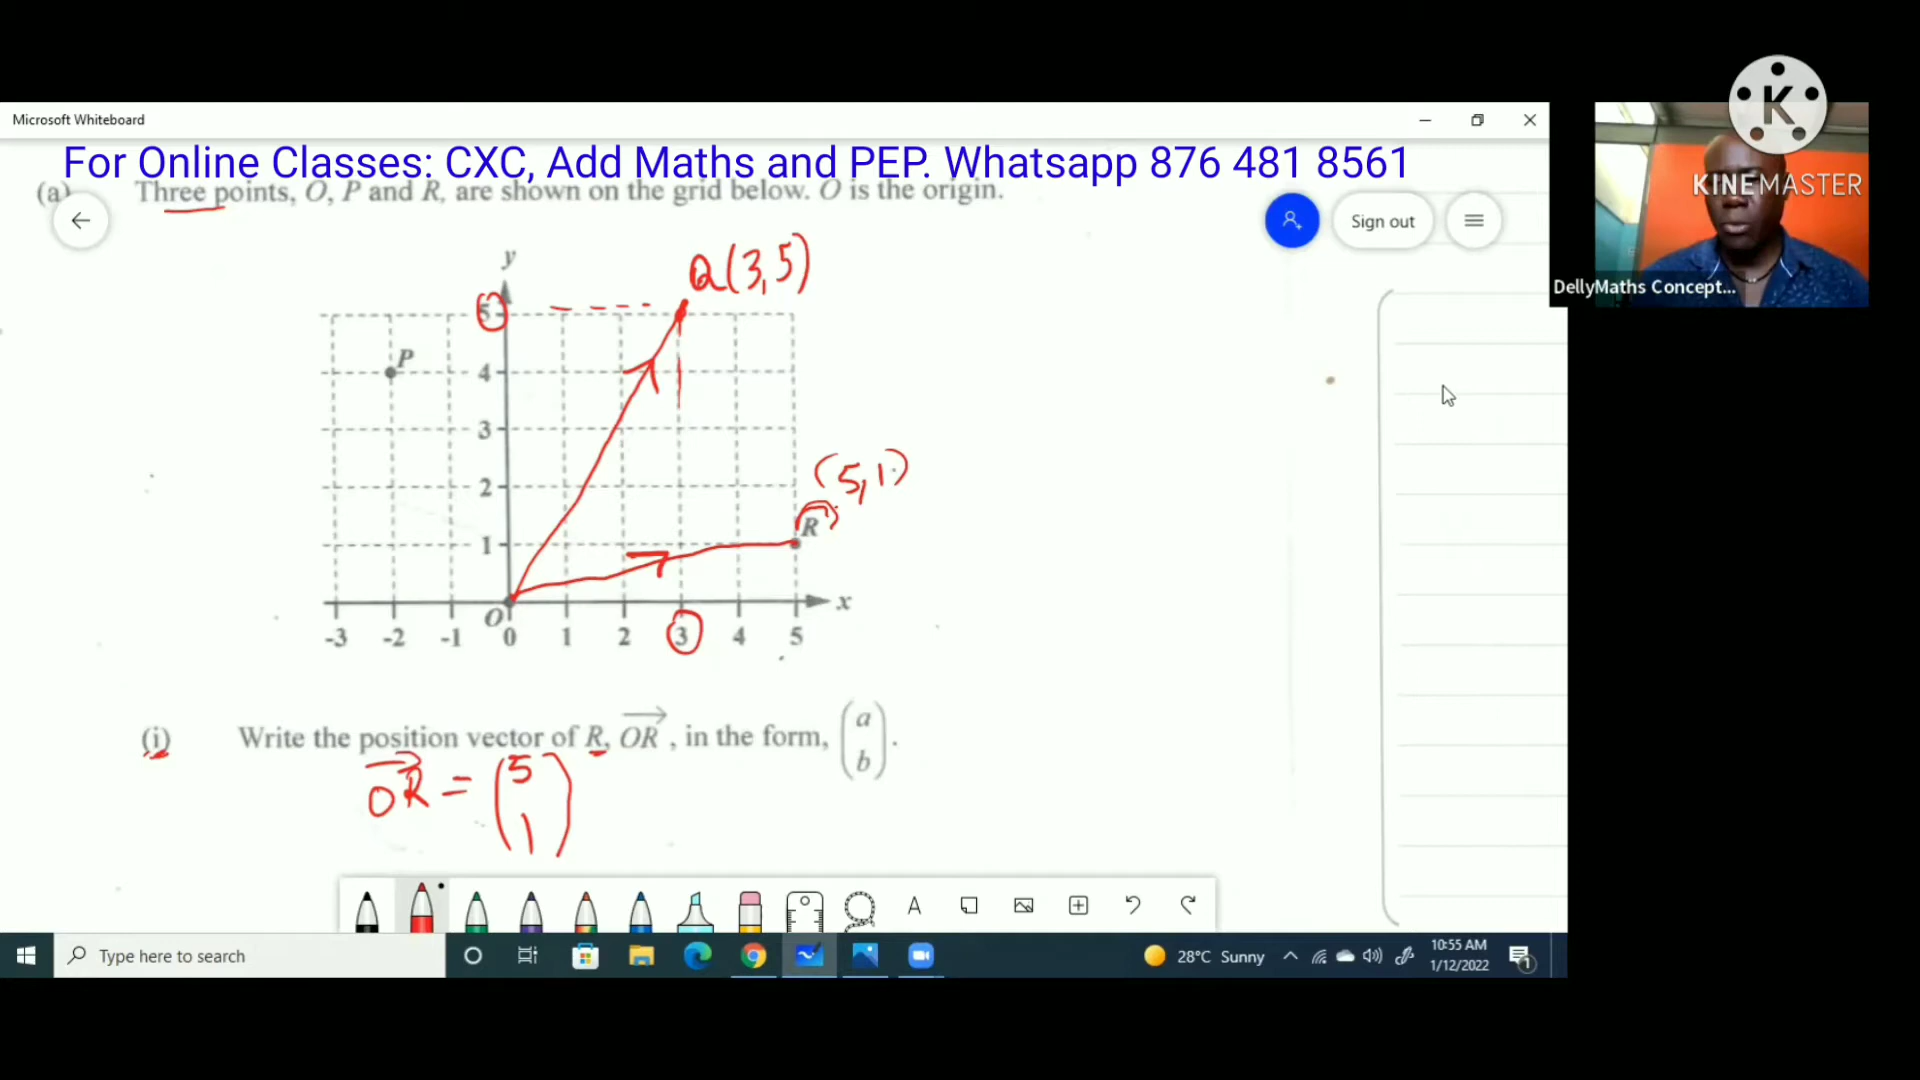 Microsoft Whiteboard
For Online Classes: CXC, Add Maths and PEP. Whatsapp 876 481 8561
(a) Three points, O, P and R, are shown on the grid below. O is the origin.
Sign out
K
KINEMASTER
DellyMaths Concept...
y
Q(3,5)
5
P
4
3
2
(5,1)
R
1
O
x
-3 -2 -1 0 1 2 3 4 5
(i) Write the position vector of R, OR, in the form, (a b).
OR = (5 1)
A
Type here to search
28°C Sunny
10:55 AM
1/12/2022
1